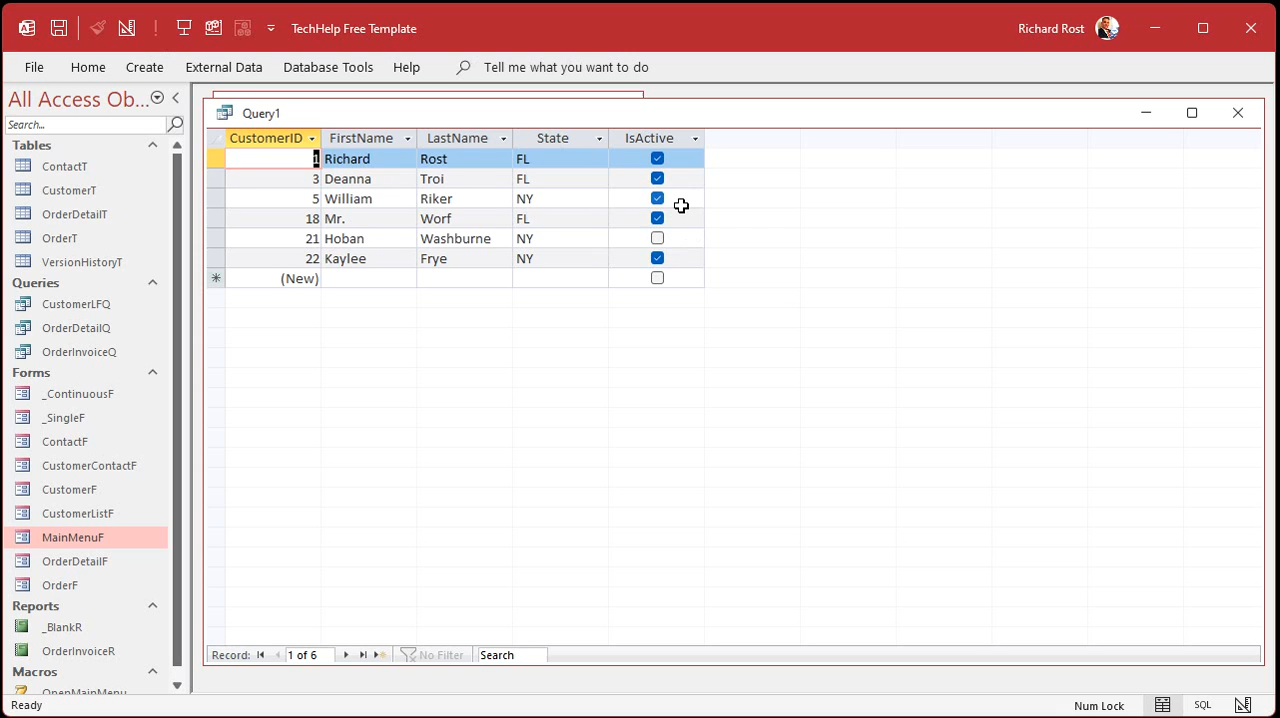 TechHelp Free Template
Richard Rost
File Home Create External Data Database Tools Help Tell me what you want to do
All Access Ob...
Search...
Tables
ContactT
CustomerT
OrderDetailT
OrderT
VersionHistoryT
Queries
CustomerLFQ
OrderDetailQ
OrderInvoiceQ
Forms
_ContinuousF
_SingleF
ContactF
CustomerContactF
CustomerF
CustomerListF
MainMenuF
OrderDetailF
OrderF
Reports
_BlankR
OrderInvoiceR
Macros
OpenMainMenu
Query1
CustomerID FirstName LastName State IsActive
1 Richard Rost FL
3 Deanna Troi FL
5 William Riker NY
18 Mr. Worf FL
21 Hoban Washburne NY
22 Kaylee Frye NY
(New)
Record: 1 of 6 No Filter Search
Ready
Num Lock SQL